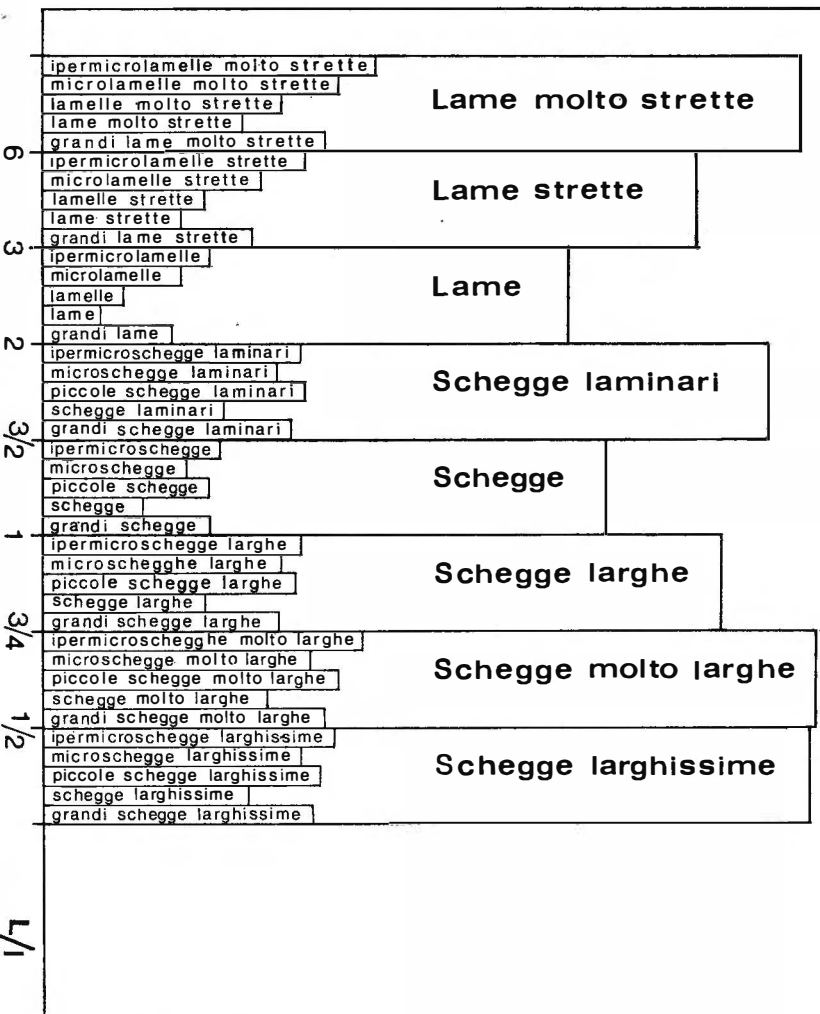 ipermicrolamelle molto strette
microlamelle molto strette
lamelle molto strette
lame molto strette
grandi lame molto strette
Lame molto strette
6
ipermicrolamelle strette
microlamelle strette
lamelle strette
lame strette
grandi lame strette
Lame strette
3
ipermicrolamelle
microlamelle
lamelle
lame
grandi lame
Lame
2
ipermicroschegge laminari
microschegge laminari
piccole schegge laminari
schegge laminari
grandi schegge laminari
Schegge laminari
3/2
ipermicroschegge
microschegge
piccole schegge
schegge
grandi schegge
Schegge
1
ipermicroschegge larghe
microschegghe larghe
piccole schegge larghe
schegge larghe
grandi schegge larghe
Schegge larghe
3/4
ipermicroschegghe molto larghe
microschegge molto larghe
piccole schegge molto larghe
schegge molto larghe
grandi schegge molto larghe
Schegge molto larghe
1/2
ipermicroschegge larghissime
microschegge larghissime
piccole schegge larghissime
schegge larghissime
grandi schegge larghissime
Schegge larghissime
L/l